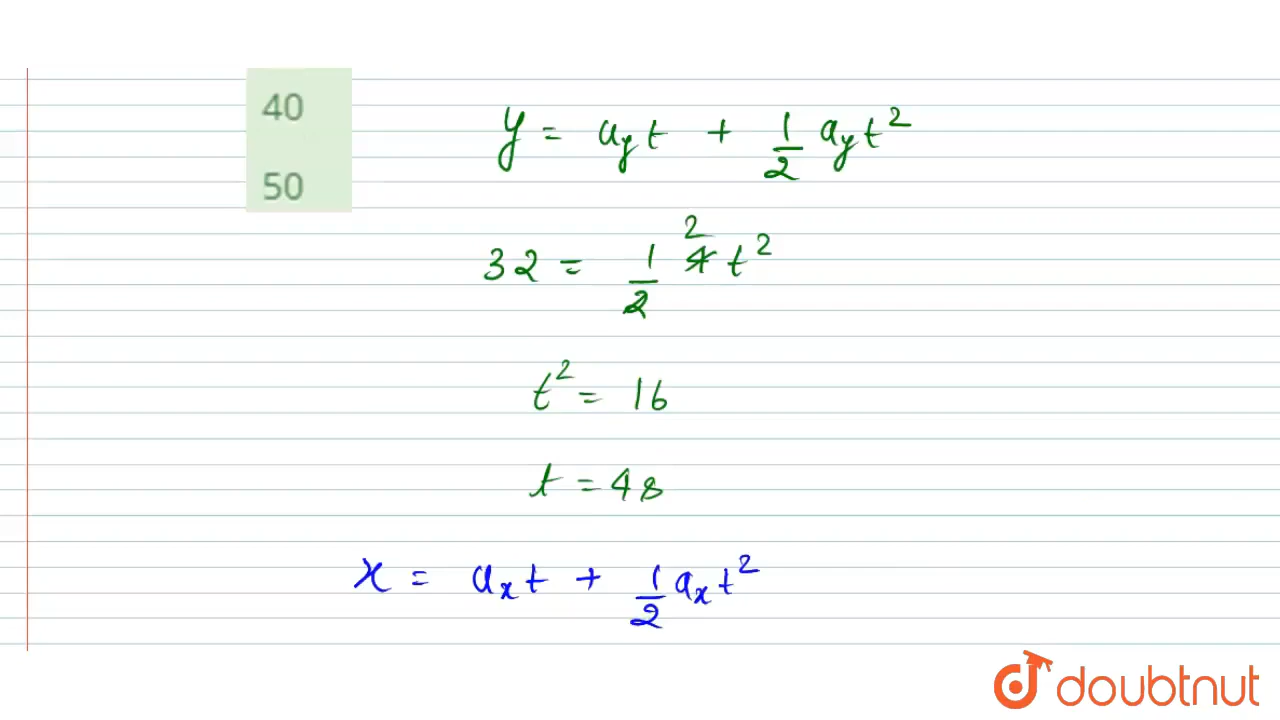 40
50
y = u_y t + 1/2 a_y t^2
32 = 1/2 4 2 t^2
t^2 = 16
t = 4s
x = u_x t + 1/2 a_x t^2
doubtnut